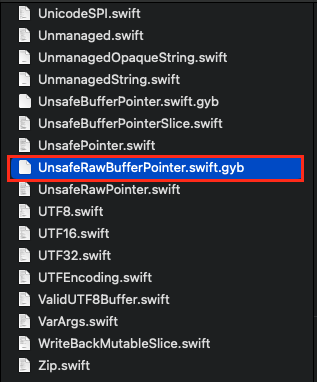 UnicodeSPI.swift
Unmanaged.swift
UnmanagedOpaqueString.swift
UnmanagedString.swift
UnsafeBufferPointer.swift.gyb
UnsafeBufferPointerSlice.swift
UnsafePointer.swift
UnsafeRawBufferPointer.swift.gyb
UnsafeRawPointer.swift
UTF8.swift
UTF16.swift
UTF32.swift
UTFEncoding.swift
ValidUTF8Buffer.swift
VarArgs.swift
WriteBackMutableSlice.swift
Zip.swift